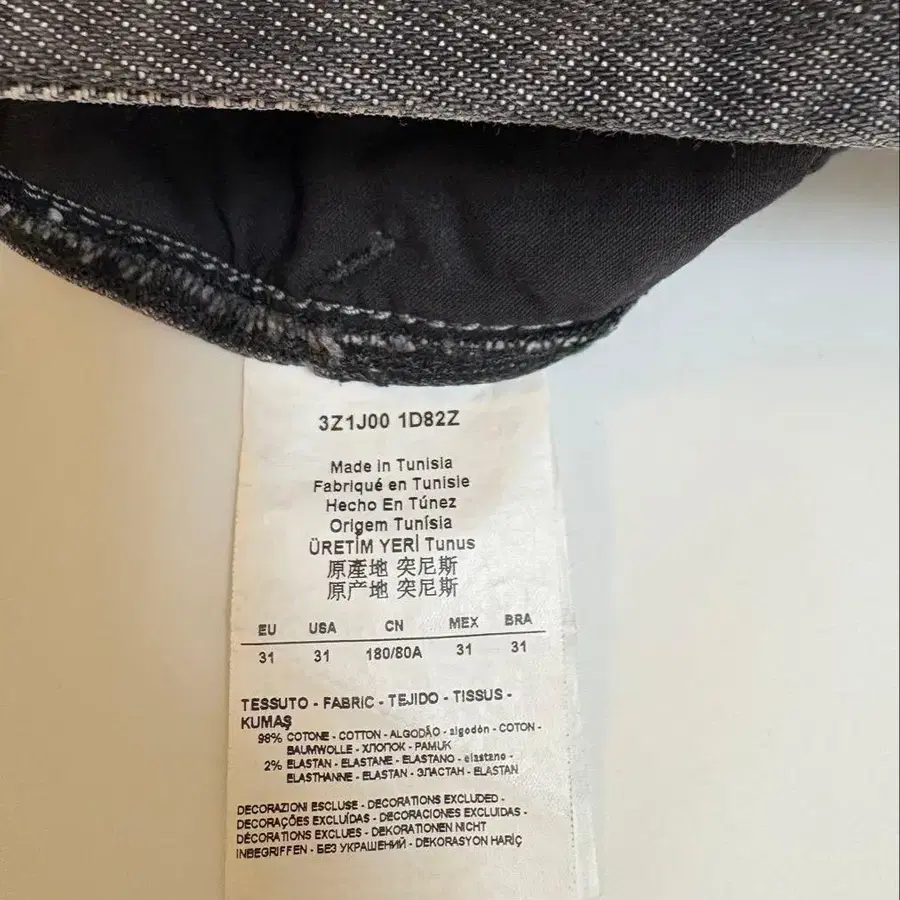 3Z1J00 1D82Z
Made in Tunisia
Fabriqué en Tunisie
Hecho En Túnez
Origem Tunísia
ÜRETİM YERİ Tunus
原產地 突尼斯
原产地 突尼斯
EU USA CN MEX BRA
31 31 180/80A 31 31
TESSUTO - FABRIC - TEJIDO - TISSUS -
KUMAŞ
98% COTONE - COTTON - ALGODÃO - algodón - COTON -
BAUMWOLLE - ХЛОПОК - PAMUK
2% ELASTAN - ELASTANE - ELASTANO - elastano -
ELASTHANNE - ELASTAN - ЭЛАСТАН - ELASTAN
DECORAZIONI ESCLUSE - DECORATIONS EXCLUDED -
DECORAÇÕES EXCLUÍDAS - DECORACIONES EXCLUIDAS -
DÉCORATIONS EXCLUES - DEKORATIONEN NICHT
INBEGRIFFEN - БЕЗ УКРАШЕНИЙ - DEKORASYON HARİÇ